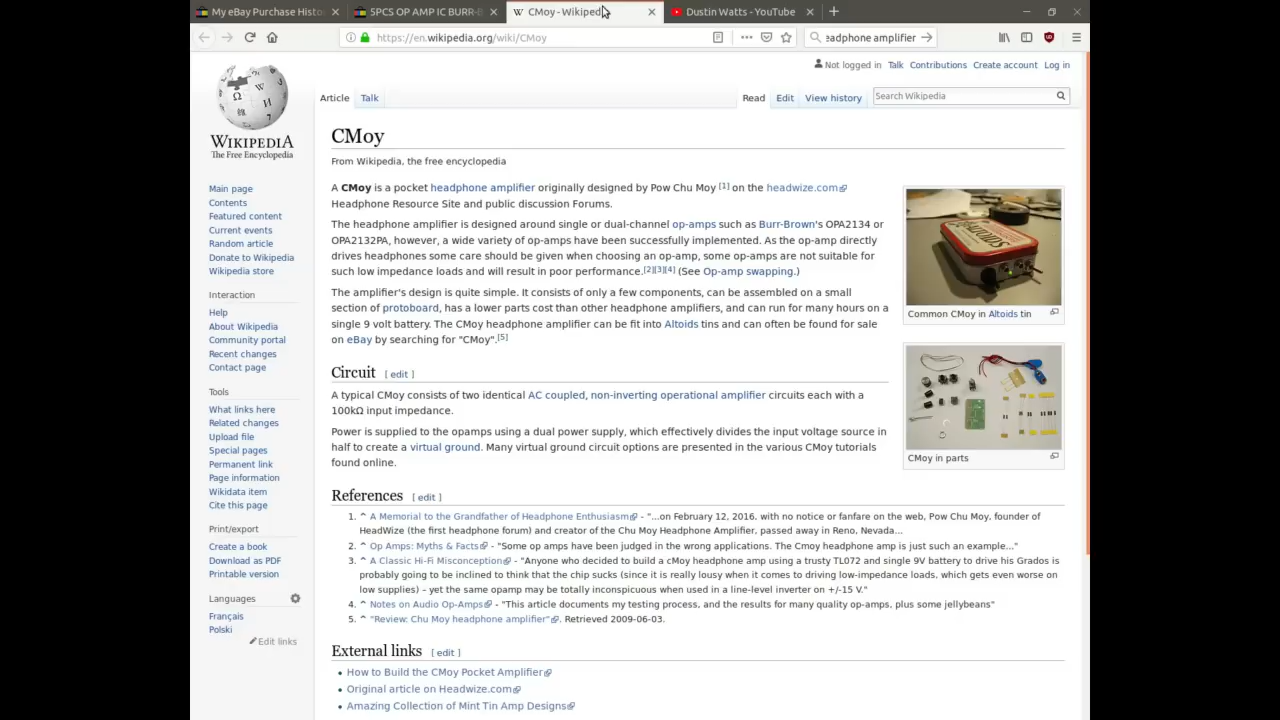 My eBay Purchase Histo
5PCS OP AMP IC BURR-B
CMoy - Wikipedi
Dustin Watts - YouTube
https://en.wikipedia.org/wiki/CMoy
eadphone amplifier
Not logged in Talk Contributions Create account Log in
Article Talk
Read Edit View history
Search Wikipedia
WIKIPEDIA
The Free Encyclopedia
Main page
Contents
Featured content
Current events
Random article
Donate to Wikipedia
Wikipedia store
Interaction
Help
About Wikipedia
Community portal
Recent changes
Contact page
Tools
What links here
Related changes
Upload file
Special pages
Permanent link
Page information
Wikidata item
Cite this page
Print/export
Create a book
Download as PDF
Printable version
Languages
Français
Polski
Edit links
CMoy
From Wikipedia, the free encyclopedia
A CMoy is a pocket headphone amplifier originally designed by Pow Chu Moy [1] on the headwize.com
Headphone Resource Site and public discussion Forums.
The headphone amplifier is designed around single or dual-channel op-amps such as Burr-Brown's OPA2134 or
OPA2132PA, however, a wide variety of op-amps have been successfully implemented. As the op-amp directly
drives headphones some care should be given when choosing an op-amp, some op-amps are not suitable for
such low impedance loads and will result in poor performance.[2][3][4] (See Op-amp swapping.)
The amplifier's design is quite simple. It consists of only a few components, can be assembled on a small
section of protoboard, has a lower parts cost than other headphone amplifiers, and can run for many hours on a
single 9 volt battery. The CMoy headphone amplifier can be fit into Altoids tins and can often be found for sale
on eBay by searching for "CMoy".[5]
Common CMoy in Altoids tin
CMoy in parts
Circuit [ edit ]
A typical CMoy consists of two identical AC coupled, non-inverting operational amplifier circuits each with a
100kΩ input impedance.
Power is supplied to the opamps using a dual power supply, which effectively divides the input voltage source in
half to create a virtual ground. Many virtual ground circuit options are presented in the various CMoy tutorials
found online.
References [ edit ]
1. ^ A Memorial to the Grandfather of Headphone Enthusiasm - "...on February 12, 2016, with no notice or fanfare on the web, Pow Chu Moy, founder of
HeadWize (the first headphone forum) and creator of the Chu Moy Headphone Amplifier, passed away in Reno, Nevada...
2. ^ Op Amps: Myths & Facts - "Some op amps have been judged in the wrong applications. The Cmoy headphone amp is just such an example..."
3. ^ A Classic Hi-Fi Misconception - "Anyone who decided to build a cMoy headphone amp using a trusty TL072 and single 9V battery to drive his Grados is
probably going to be inclined to think that the chip sucks (since it is really lousy when it comes to driving low-impedance loads, which gets even worse on
low supplies) – yet the same opamp may be totally inconspicuous when used in a line-level inverter on +/-15 V."
4. ^ Notes on Audio Op-Amps - "This article documents my testing process, and the results for many quality op-amps, plus some jellybeans"
5. ^ "Review: Chu Moy headphone amplifier". Retrieved 2009-06-03.
External links [ edit ]
• How to Build the CMoy Pocket Amplifier
• Original article on Headwize.com
• Amazing Collection of Mint Tin Amp Designs